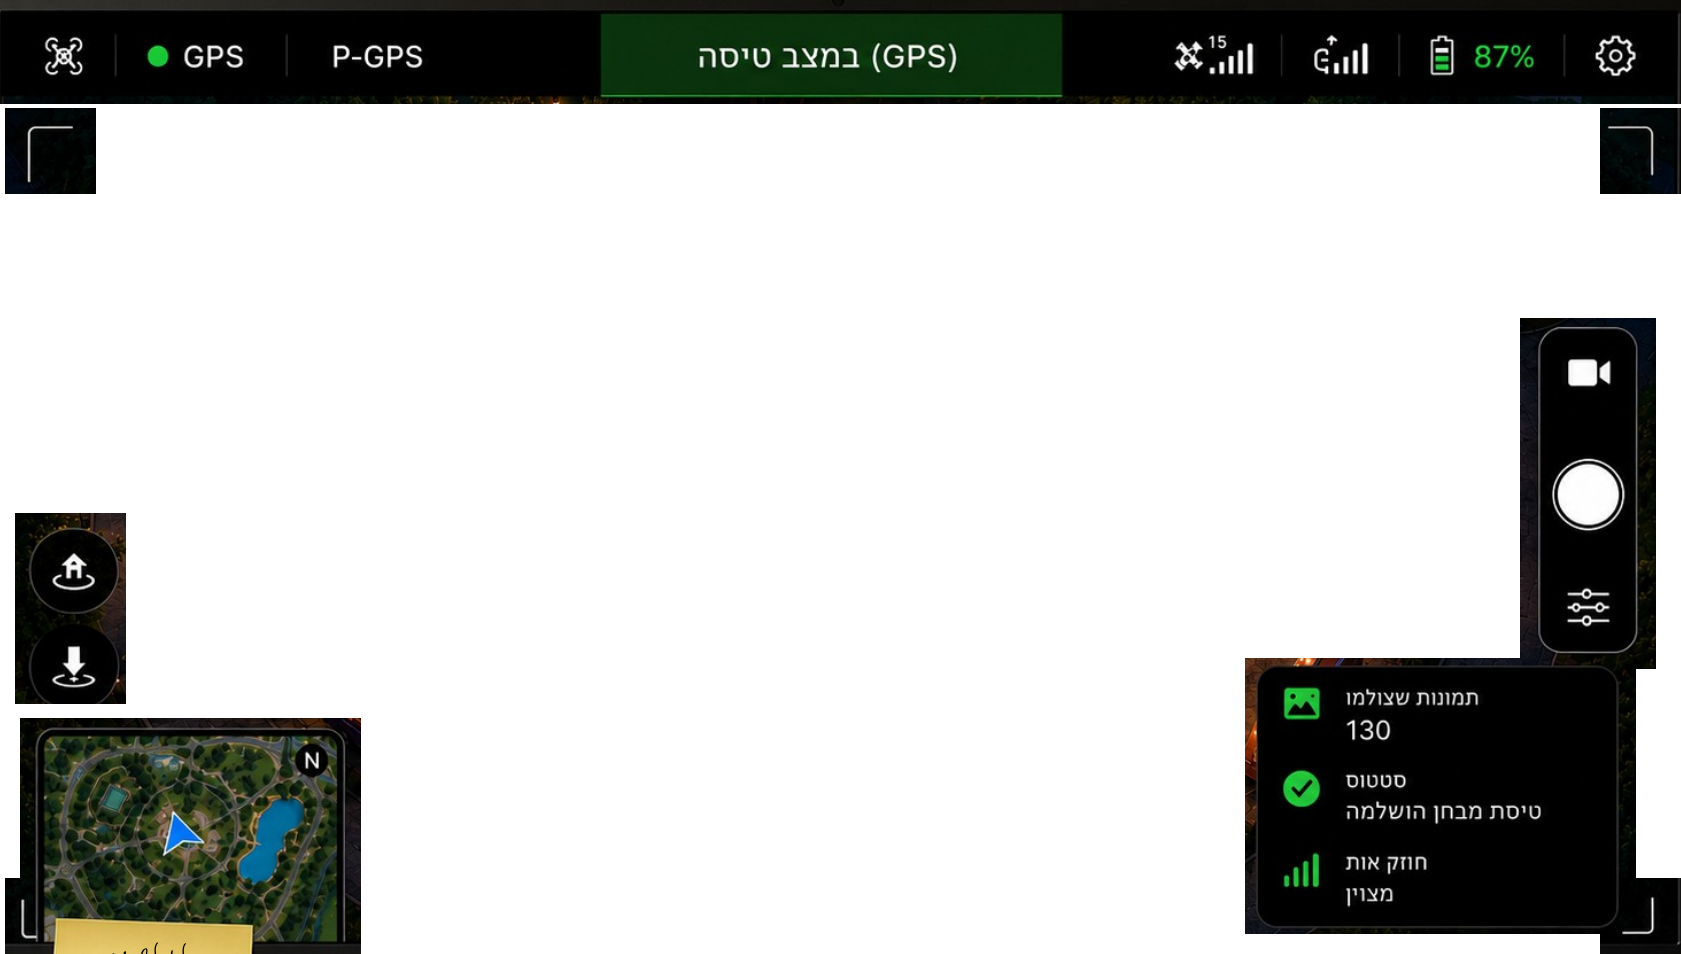 GPS
P-GPS
במצב טיסה (GPS)
15
87%
N
תמונות שצולמו
130
סטטוס
טיסת מבחן הושלמה
חוזק אות
מצוין